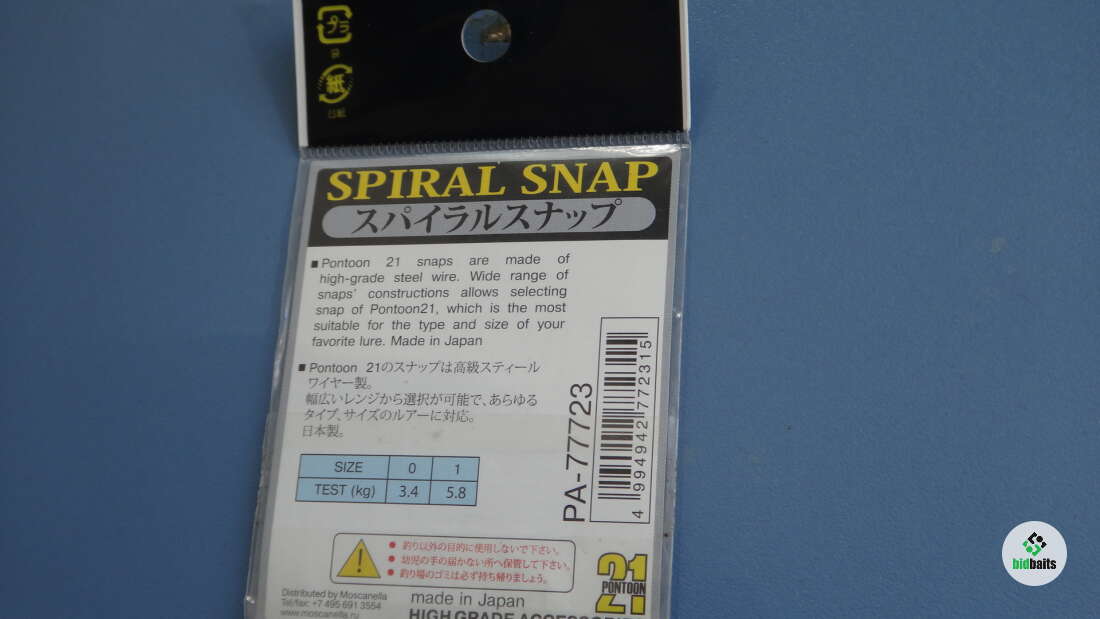 プラ
紙
SPIRAL SNAP
スパイラルスナップ
■ Pontoon 21 snaps are made of
high-grade steel wire. Wide range of
snaps' constructions allows selecting
snap of Pontoon21, which is the most
suitable for the type and size of your
favorite lure. Made in Japan
■ Pontoon 21のスナップは高級スティール
ワイヤー製。
幅広いレンジから選択が可能で、あらゆる
タイプ、サイズのルアーに対応。
日本製。
SIZE 0 1
TEST (kg) 3.4 5.8
PA-77723
4 994942 772315
● 釣り以外の目的に使用しないで下さい。
● 幼児の手の届かない所へ保管して下さい。
● 釣り場のゴミは必ず持ち帰りましょう。
21
PONTOON
Distributed by Moscanella
Tel/fax: +7 495 691 3554
www.moscanella.ru
made in Japan
HIGH GRADE
bidbaits